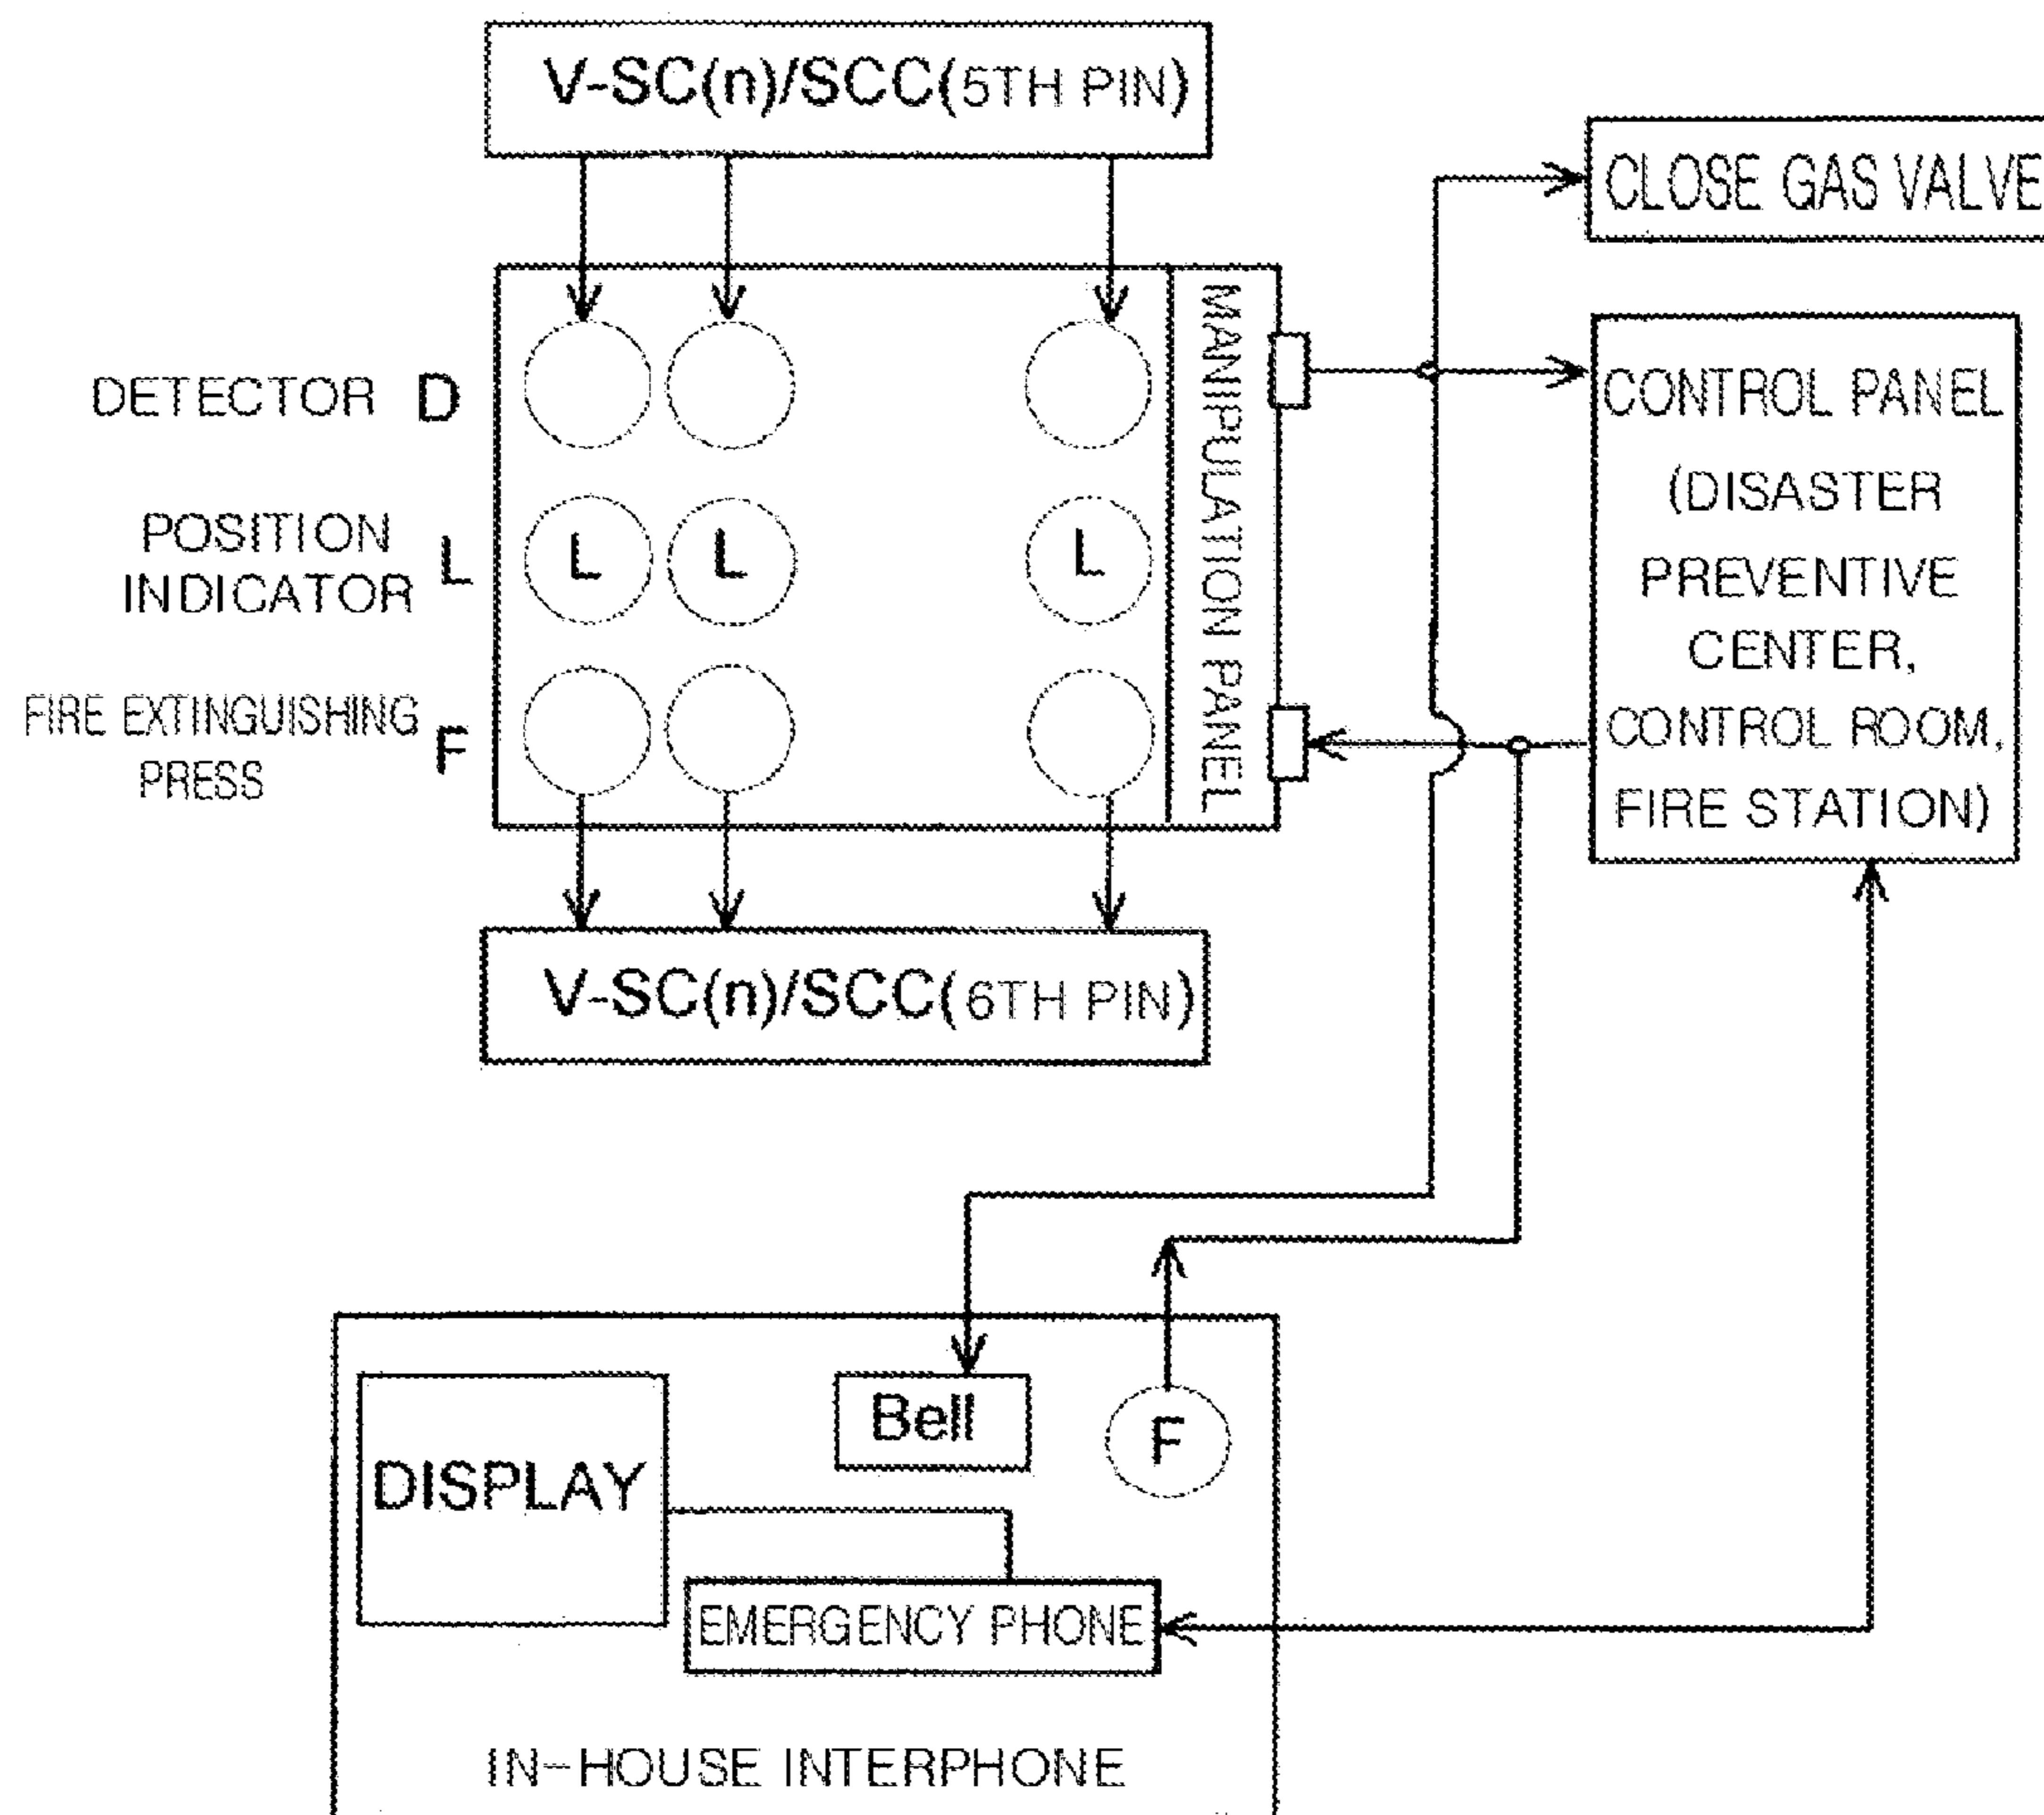 V-SC(n)/SCC(5TH PIN)
CLOSE GAS VALVE
DETECTOR D
POSITION
INDICATOR L
L L L
FIRE EXTINGUISHING
PRESS F
MANIPULATION PANEL
CONTROL PANEL
(DISASTER
PREVENTIVE
CENTER,
CONTROL ROOM,
FIRE STATION)
V-SC(n)/SCC(6TH PIN)
Bell
F
DISPLAY
EMERGENCY PHONE
IN-HOUSE INTERPHONE